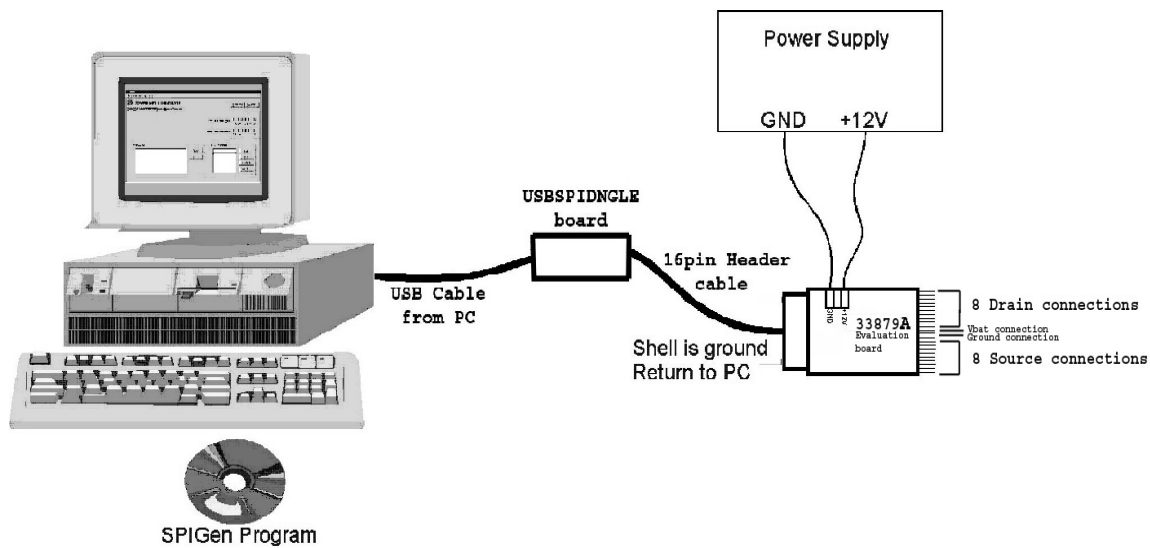 Power Supply
GND +12V
USBSPIDNGLE
board
16pin Header
cable
USB Cable
from PC
GND
+12V
33879A
Evaluation
board
8 Drain connections
Vbat connection
Ground connection
8 Source connections
Shell is ground
Return to PC
SPIGen Program